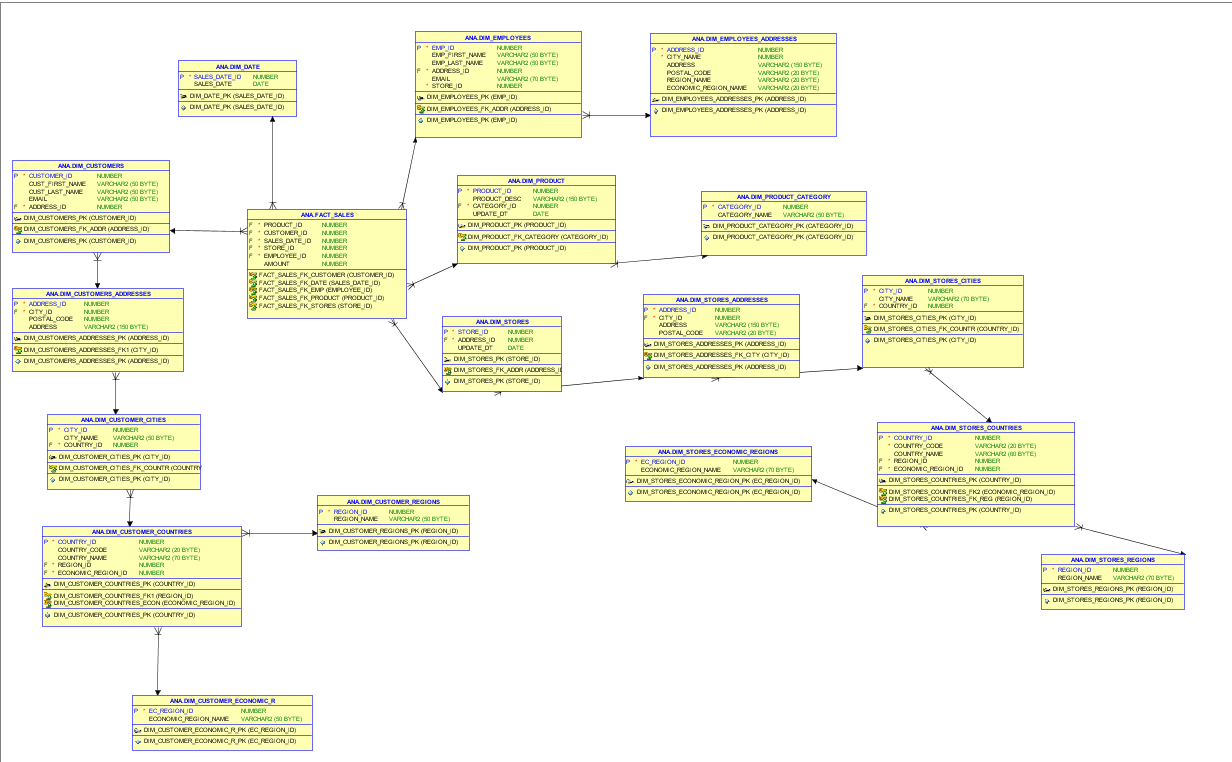 ANA.DIM_EMPLOYEES
P * EMP_ID NUMBER
EMP_FIRST_NAME VARCHAR2 (50 BYTE)
EMP_LAST_NAME VARCHAR2 (50 BYTE)
F * ADDRESS_ID NUMBER
EMAIL VARCHAR2 (70 BYTE)
* STORE_ID NUMBER
DIM_EMPLOYEES_PK (EMP_ID)
DIM_EMPLOYEES_FK_ADDR (ADDRESS_ID)
DIM_EMPLOYEES_PK (EMP_ID)
ANA.DIM_EMPLOYEES_ADDRESSES
P * ADDRESS_ID NUMBER
* CITY_NAME NUMBER
ADDRESS VARCHAR2 (150 BYTE)
POSTAL_CODE VARCHAR2 (20 BYTE)
REGION_NAME VARCHAR2 (20 BYTE)
ECONOMIC_REGION_NAME VARCHAR2 (20 BYTE)
DIM_EMPLOYEES_ADDRESSES_PK (ADDRESS_ID)
DIM_EMPLOYEES_ADDRESSES_PK (ADDRESS_ID)
ANA.DIM_DATE
P * SALES_DATE_ID NUMBER
SALES_DATE DATE
DIM_DATE_PK (SALES_DATE_ID)
DIM_DATE_PK (SALES_DATE_ID)
ANA.DIM_CUSTOMERS
P * CUSTOMER_ID NUMBER
CUST_FIRST_NAME VARCHAR2 (50 BYTE)
CUST_LAST_NAME VARCHAR2 (50 BYTE)
EMAIL VARCHAR2 (50 BYTE)
F * ADDRESS_ID NUMBER
DIM_CUSTOMERS_PK (CUSTOMER_ID)
DIM_CUSTOMERS_FK_ADDR (ADDRESS_ID)
DIM_CUSTOMERS_PK (CUSTOMER_ID)
ANA.DIM_PRODUCT
P * PRODUCT_ID NUMBER
PRODUCT_DESC VARCHAR2 (150 BYTE)
F * CATEGORY_ID NUMBER
UPDATE_DT DATE
DIM_PRODUCT_PK (PRODUCT_ID)
DIM_PRODUCT_FK_CATEGORY (CATEGORY_ID)
DIM_PRODUCT_PK (PRODUCT_ID)
ANA.DIM_PRODUCT_CATEGORY
P * CATEGORY_ID NUMBER
CATEGORY_NAME VARCHAR2 (50 BYTE)
DIM_PRODUCT_CATEGORY_PK (CATEGORY_ID)
DIM_PRODUCT_CATEGORY_PK (CATEGORY_ID)
ANA.FACT_SALES
F * PRODUCT_ID NUMBER
F * CUSTOMER_ID NUMBER
F * SALES_DATE_ID NUMBER
F * STORE_ID NUMBER
F * EMPLOYEE_ID NUMBER
AMOUNT NUMBER
FACT_SALES_FK_CUSTOMER (CUSTOMER_ID)
FACT_SALES_FK_DATE (SALES_DATE_ID)
FACT_SALES_FK_EMP (EMPLOYEE_ID)
FACT_SALES_FK_PRODUCT (PRODUCT_ID)
FACT_SALES_FK_STORES (STORE_ID)
ANA.DIM_CUSTOMERS_ADDRESSES
P * ADDRESS_ID NUMBER
F * CITY_ID NUMBER
POSTAL_CODE NUMBER
ADDRESS VARCHAR2 (150 BYTE)
DIM_CUSTOMERS_ADDRESSES_PK (ADDRESS_ID)
DIM_CUSTOMERS_ADDRESSES_FK1 (CITY_ID)
DIM_CUSTOMERS_ADDRESSES_PK (ADDRESS_ID)
ANA.DIM_STORES
P * STORE_ID NUMBER
F * ADDRESS_ID NUMBER
UPDATE_DT DATE
DIM_STORES_PK (STORE_ID)
DIM_STORES_FK_ADDR (ADDRESS_I
DIM_STORES_PK (STORE_ID)
ANA.DIM_STORES_ADDRESSES
P * ADDRESS_ID NUMBER
F * CITY_ID NUMBER
ADDRESS VARCHAR2 (150 BYTE)
POSTAL_CODE VARCHAR2 (20 BYTE)
DIM_STORES_ADDRESSES_PK (ADDRESS_ID)
DIM_STORES_ADDRESSES_FK_CITY (CITY_ID)
DIM_STORES_ADDRESSES_PK (ADDRESS_ID)
ANA.DIM_STORES_CITIES
P * CITY_ID NUMBER
CITY_NAME VARCHAR2 (70 BYTE)
F * COUNTRY_ID NUMBER
DIM_STORES_CITIES_PK (CITY_ID)
DIM_STORES_CITIES_FK_COUNTR (COUNTRY_ID)
DIM_STORES_CITIES_PK (CITY_ID)
ANA.DIM_CUSTOMER_CITIES
P * CITY_ID NUMBER
CITY_NAME VARCHAR2 (50 BYTE)
F * COUNTRY_ID NUMBER
DIM_CUSTOMER_CITIES_PK (CITY_ID)
DIM_CUSTOMER_CITIES_FK_COUNTR (COUNTRY
DIM_CUSTOMER_CITIES_PK (CITY_ID)
ANA.DIM_STORES_ECONOMIC_REGIONS
P * EC_REGION_ID NUMBER
ECONOMIC_REGION_NAME VARCHAR2 (70 BYTE)
DIM_STORES_ECONOMIC_REGION_PK (EC_REGION_ID)
DIM_STORES_ECONOMIC_REGION_PK (EC_REGION_ID)
ANA.DIM_STORES_COUNTRIES
P * COUNTRY_ID NUMBER
* COUNTRY_CODE VARCHAR2 (20 BYTE)
* COUNTRY_NAME VARCHAR2 (60 BYTE)
F * REGION_ID NUMBER
F * ECONOMIC_REGION_ID NUMBER
DIM_STORES_COUNTRIES_PK (COUNTRY_ID)
DIM_STORES_COUNTRIES_FK2 (ECONOMIC_REGION_ID)
DIM_STORES_COUNTRIES_FK_REG (REGION_ID)
DIM_STORES_COUNTRIES_PK (COUNTRY_ID)
ANA.DIM_CUSTOMER_REGIONS
P * REGION_ID NUMBER
REGION_NAME VARCHAR2 (50 BYTE)
DIM_CUSTOMER_REGIONS_PK (REGION_ID)
DIM_CUSTOMER_REGIONS_PK (REGION_ID)
ANA.DIM_CUSTOMER_COUNTRIES
P * COUNTRY_ID NUMBER
COUNTRY_CODE VARCHAR2 (20 BYTE)
COUNTRY_NAME VARCHAR2 (70 BYTE)
F * REGION_ID NUMBER
F * ECONOMIC_REGION_ID NUMBER
DIM_CUSTOMER_COUNTRIES_PK (COUNTRY_ID)
DIM_CUSTOMER_COUNTRIES_FK1 (REGION_ID)
DIM_CUSTOMER_COUNTRIES_ECON (ECONOMIC_REGION_ID)
DIM_CUSTOMER_COUNTRIES_PK (COUNTRY_ID)
ANA.DIM_STORES_REGIONS
P * REGION_ID NUMBER
REGION_NAME VARCHAR2 (70 BYTE)
DIM_STORES_REGIONS_PK (REGION_ID)
DIM_STORES_REGIONS_PK (REGION_ID)
ANA.DIM_CUSTOMER_ECONOMIC_R
P * EC_REGION_ID NUMBER
ECONOMIC_REGION_NAME VARCHAR2 (50 BYTE)
DIM_CUSTOMER_ECONOMIC_R_PK (EC_REGION_ID)
DIM_CUSTOMER_ECONOMIC_R_PK (EC_REGION_ID)